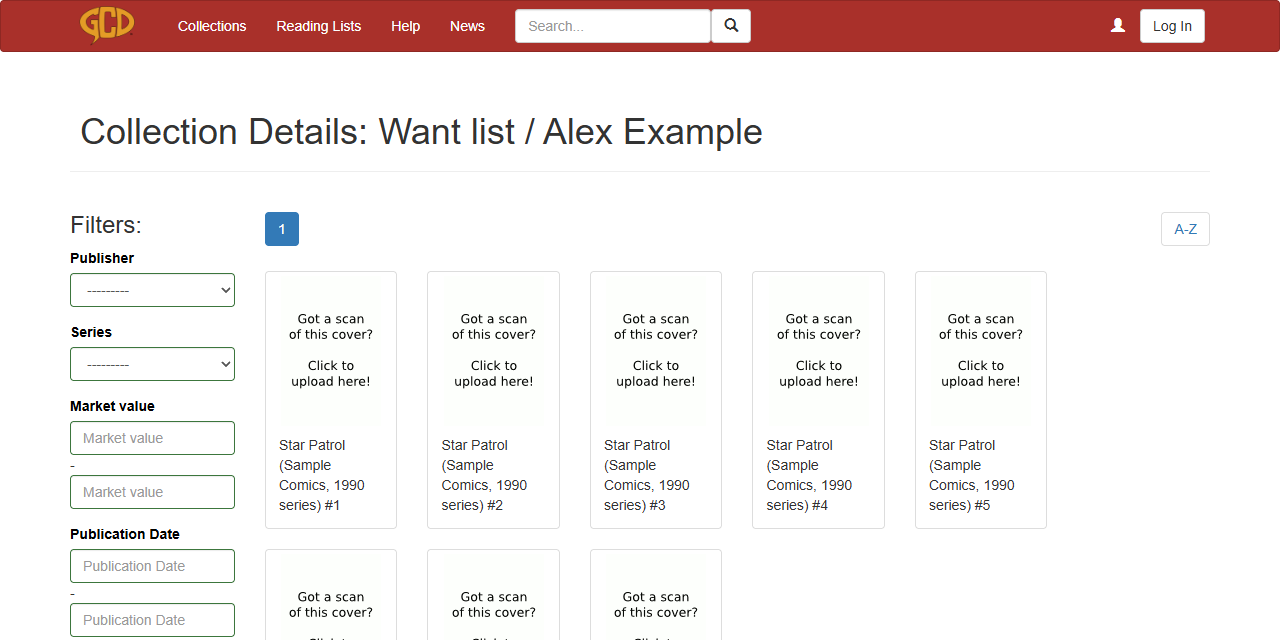 GCD Collections Reading Lists Help News Search... Log In
Collection Details: Want list / Alex Example
Filters:
1
A-Z
Publisher
---------
Series
---------
Market value
Market value
-
Market value
Publication Date
Publication Date
-
Publication Date
Got a scan
of this cover?
Click to
upload here!
Star Patrol
(Sample
Comics, 1990
series) #1
Got a scan
of this cover?
Click to
upload here!
Star Patrol
(Sample
Comics, 1990
series) #2
Got a scan
of this cover?
Click to
upload here!
Star Patrol
(Sample
Comics, 1990
series) #3
Got a scan
of this cover?
Click to
upload here!
Star Patrol
(Sample
Comics, 1990
series) #4
Got a scan
of this cover?
Click to
upload here!
Star Patrol
(Sample
Comics, 1990
series) #5
Got a scan
of this cover?
Got a scan
of this cover?
Got a scan
of this cover?